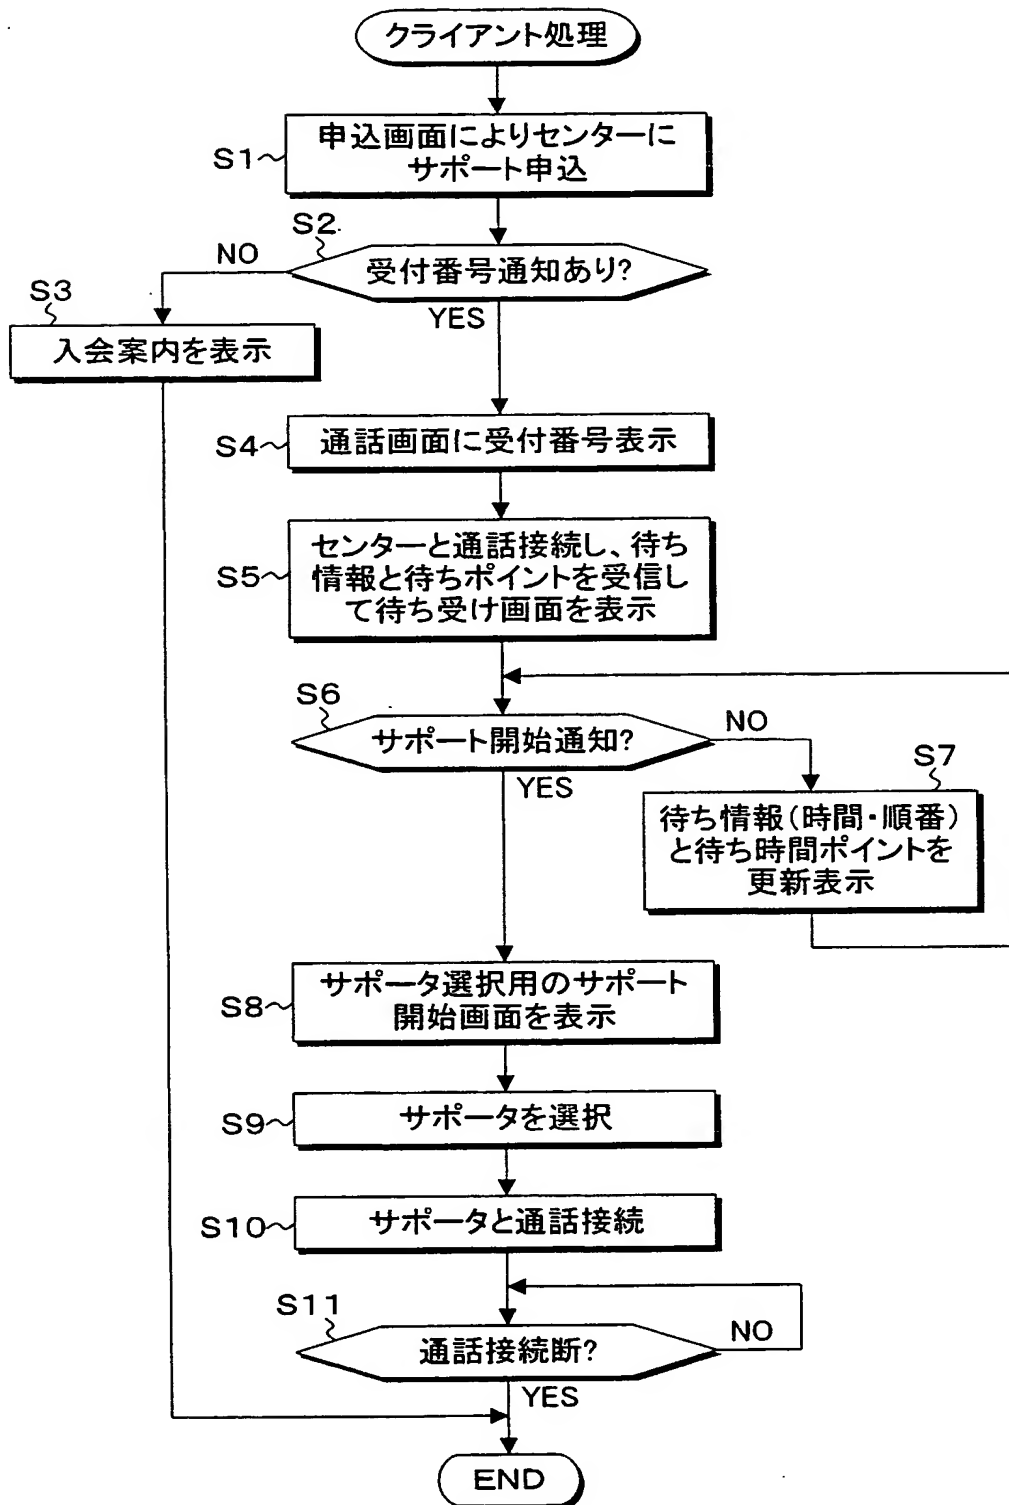 クライアント処理
S1
申込画面によりセンターに
サポート申込
S2
受付番号通知あり?
NO
YES
S3
入会案内を表示
S4
通話画面に受付番号表示
S5
センターと通話接続し、待ち
情報と待ちポイントを受信し
て待ち受け画面を表示
S6
サポート開始通知?
NO
YES
S7
待ち情報(時間・順番)
と待ち時間ポイントを
更新表示
S8
サポータ選択用のサポート
開始画面を表示
S9
サポータを選択
S10
サポータと通話接続
S11
通話接続断?
NO
YES
END